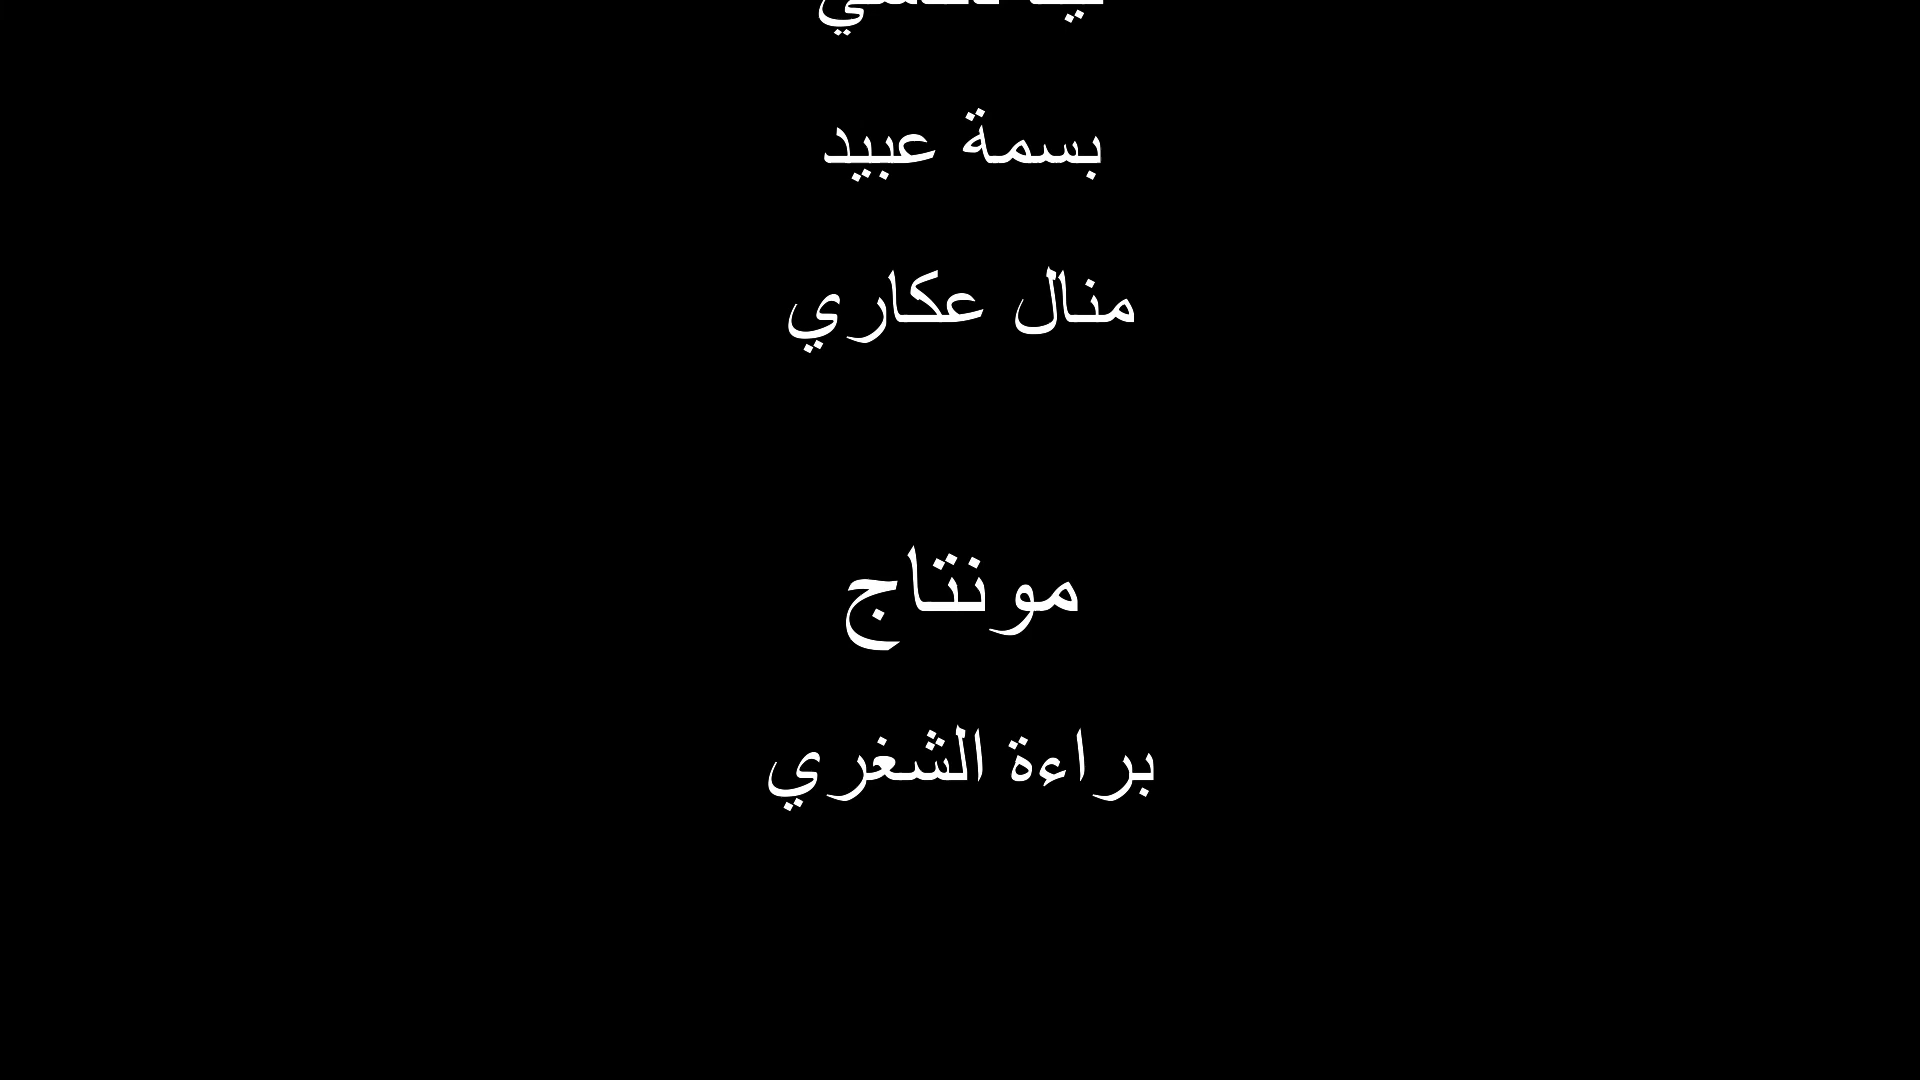 بسمة عبيد
منال عكاري
مونتاج
براءة الشغري